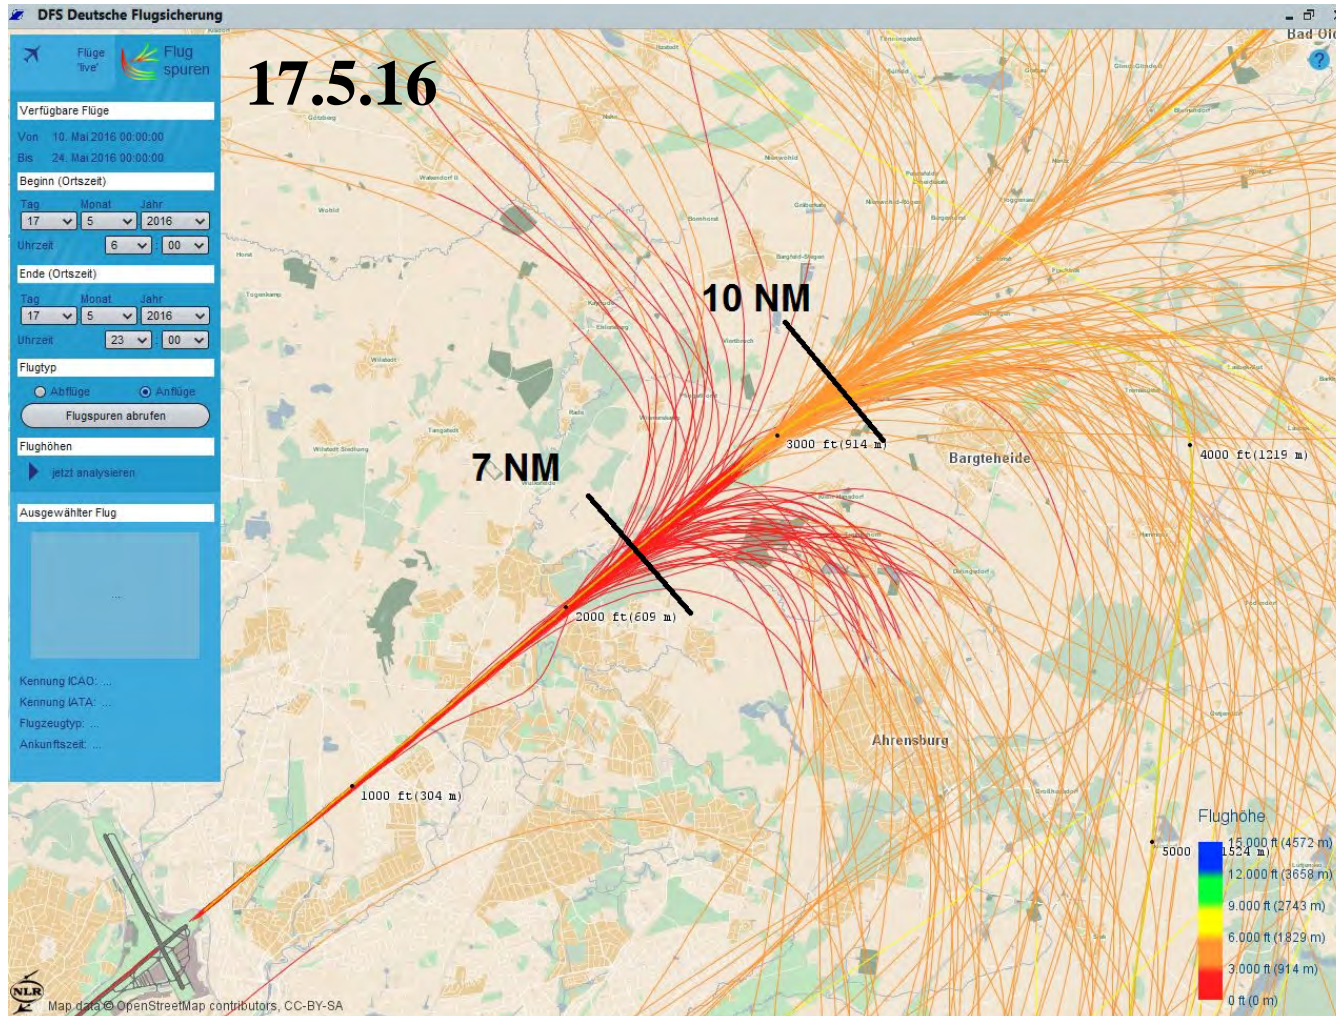 DFS Deutsche Flugsicherung
Flüge "live"
Flug spuren
17.5.16
Verfügbare Flüge
Von 10. Mai 2016 00:00:00
Bis 24. Mai 2016 00:00:00
Beginn (Ortszeit)
Tag Monat Jahr
17 5 2016
Uhrzeit 6 : 00
Ende (Ortszeit)
Tag Monat Jahr
17 5 2016
Uhrzeit 23 : 00
Flugtyp
Abflüge Anflüge
Flugspuren abrufen
Flughöhen
jetzt analysieren
Ausgewählter Flug
...
Kennung ICAO: ...
Kennung IATA: ...
Flugzeugtyp: ...
Ankunftszeit: ...
Bad Old
?
10 NM
7 NM
3000 ft(914 m)
Bargteheide
4000 ft(1219 m)
2000 ft(609 m)
Ahrensburg
1000 ft(304 m)
5000
1524 m)
Flughöhe
15.000 ft (4572 m)
12.000 ft (3658 m)
9.000 ft (2743 m)
6.000 ft (1829 m)
3.000 ft (914 m)
0 ft (0 m)
Wilstedt
Tangstedt
Wilstedt Siedlung
NLR
Map data © OpenStreetMap contributors, CC-BY-SA